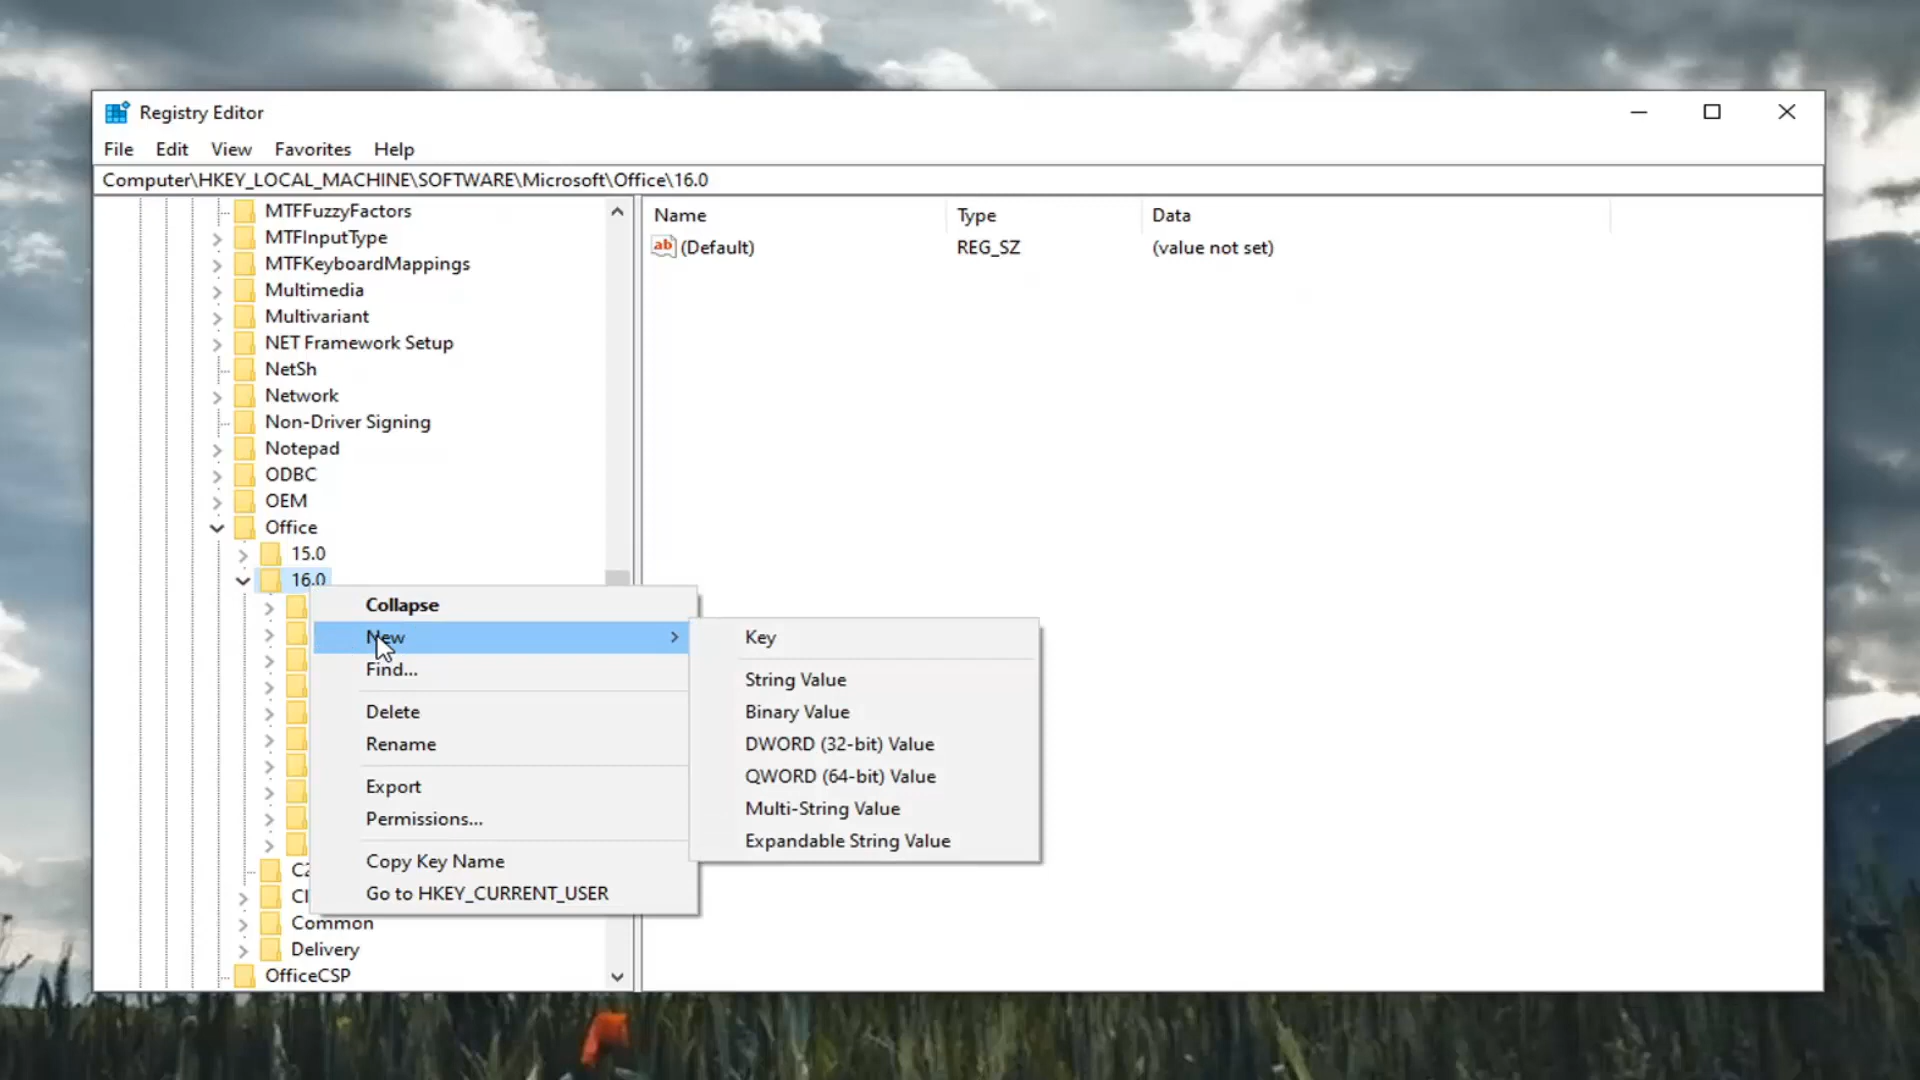 Registry Editor
File Edit View Favorites Help
Computer\HKEY_LOCAL_MACHINE\SOFTWARE\Microsoft\Office\16.0
MTFFuzzyFactors
MTFInputType
MTFKeyboardMappings
Multimedia
Multivariant
NET Framework Setup
NetSh
Network
Non-Driver Signing
Notepad
ODBC
OEM
Office
15.0
16.0
Common
Delivery
OfficeCSP
Name Type Data
ab (Default) REG_SZ (value not set)
Collapse
New
Find...
Delete
Rename
Export
Permissions...
Copy Key Name
Go to HKEY_CURRENT_USER
Key
String Value
Binary Value
DWORD (32-bit) Value
QWORD (64-bit) Value
Multi-String Value
Expandable String Value